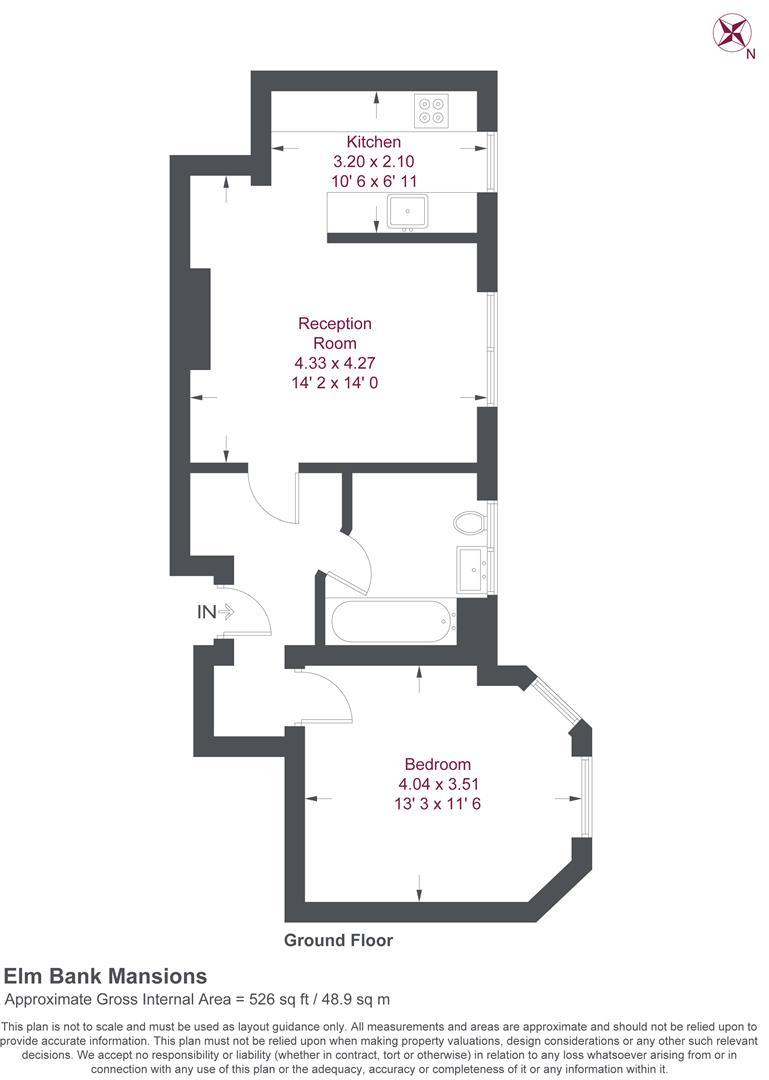 N
Kitchen
3.20 x 2.10
10' 6 x 6' 11
Reception
Room
4.33 x 4.27
14' 2 x 14' 0
IN
Bedroom
4.04 x 3.51
13' 3 x 11' 6
Ground Floor
Elm Bank Mansions
Approximate Gross Internal Area = 526 sq ft / 48.9 sq m
This plan is not to scale and must be used as layout guidance only. All measurements and areas are approximate and should not be relied upon to
provide accurate information. This plan must not be relied upon when making property valuations, design considerations or any other such relevant
decisions. We accept no responsibility or liability (whether in contract, tort or otherwise) in relation to any loss whatsoever arising from or in
connection with any use of this plan or the adequacy, accuracy or completeness of it or any information within it.